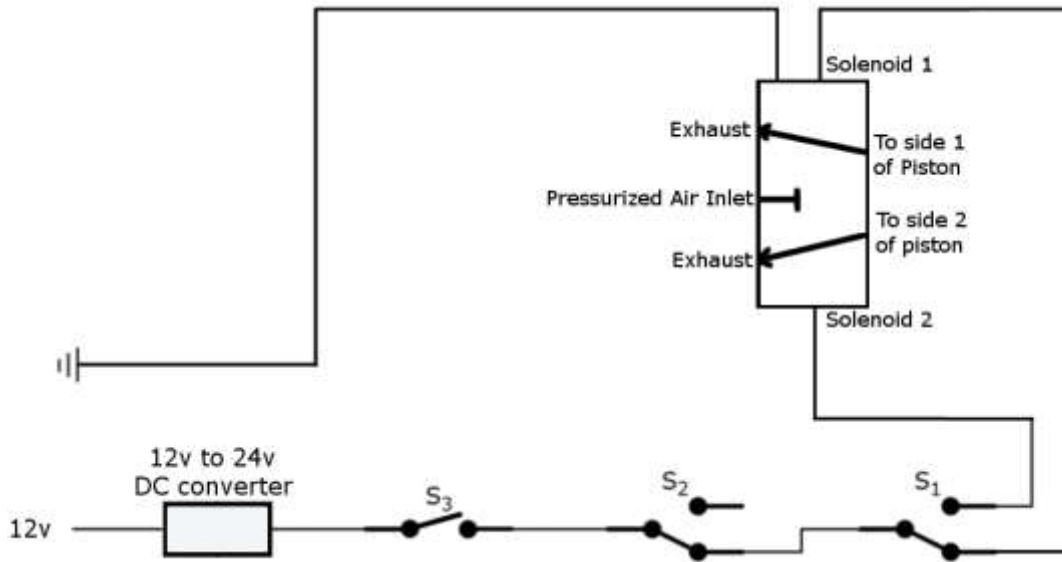 Solenoid 1
Exhaust
To side 1
of Piston
Pressurized Air Inlet
To side 2
of piston
Exhaust
Solenoid 2
12v to 24v
DC converter
S3
S2
S1
12v